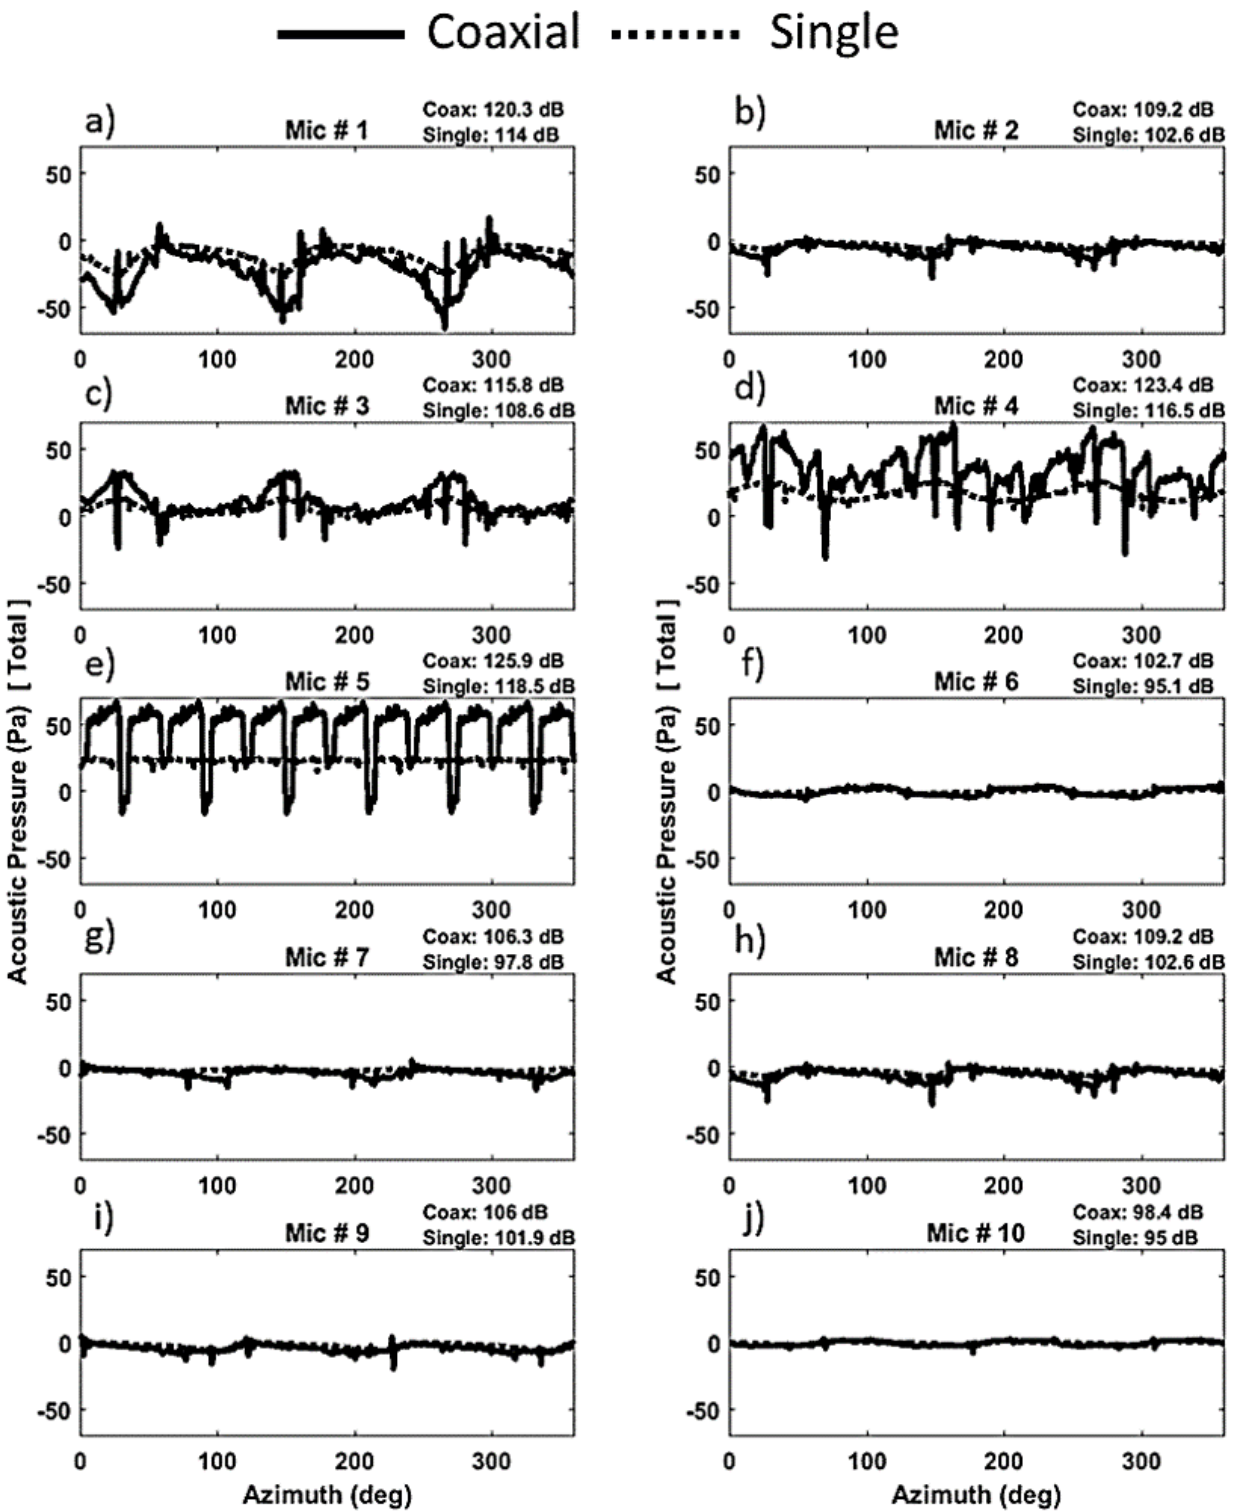 Coaxial Single
a) Mic # 1 Coax: 120.3 dB
Single: 114 dB
50
0
-50
0 100 200 300
b) Mic # 2 Coax: 109.2 dB
Single: 102.6 dB
50
0
-50
0 100 200 300
c) Mic # 3 Coax: 115.8 dB
Single: 108.6 dB
50
0
-50
0 100 200 300
d) Mic # 4 Coax: 123.4 dB
Single: 116.5 dB
50
0
-50
0 100 200 300
e) Mic # 5 Coax: 125.9 dB
Single: 118.5 dB
50
0
-50
0 100 200 300
f) Mic # 6 Coax: 102.7 dB
Single: 95.1 dB
50
0
-50
0 100 200 300
g) Mic # 7 Coax: 106.3 dB
Single: 97.8 dB
50
0
-50
0 100 200 300
h) Mic # 8 Coax: 109.2 dB
Single: 102.6 dB
50
0
-50
0 100 200 300
i) Mic # 9 Coax: 106 dB
Single: 101.9 dB
50
0
-50
0 100 200 300
j) Mic # 10 Coax: 98.4 dB
Single: 95 dB
50
0
-50
0 100 200 300
Acoustic Pressure (Pa) [ Total ]
Acoustic Pressure (Pa) [ Total ]
Azimuth (deg)
Azimuth (deg)